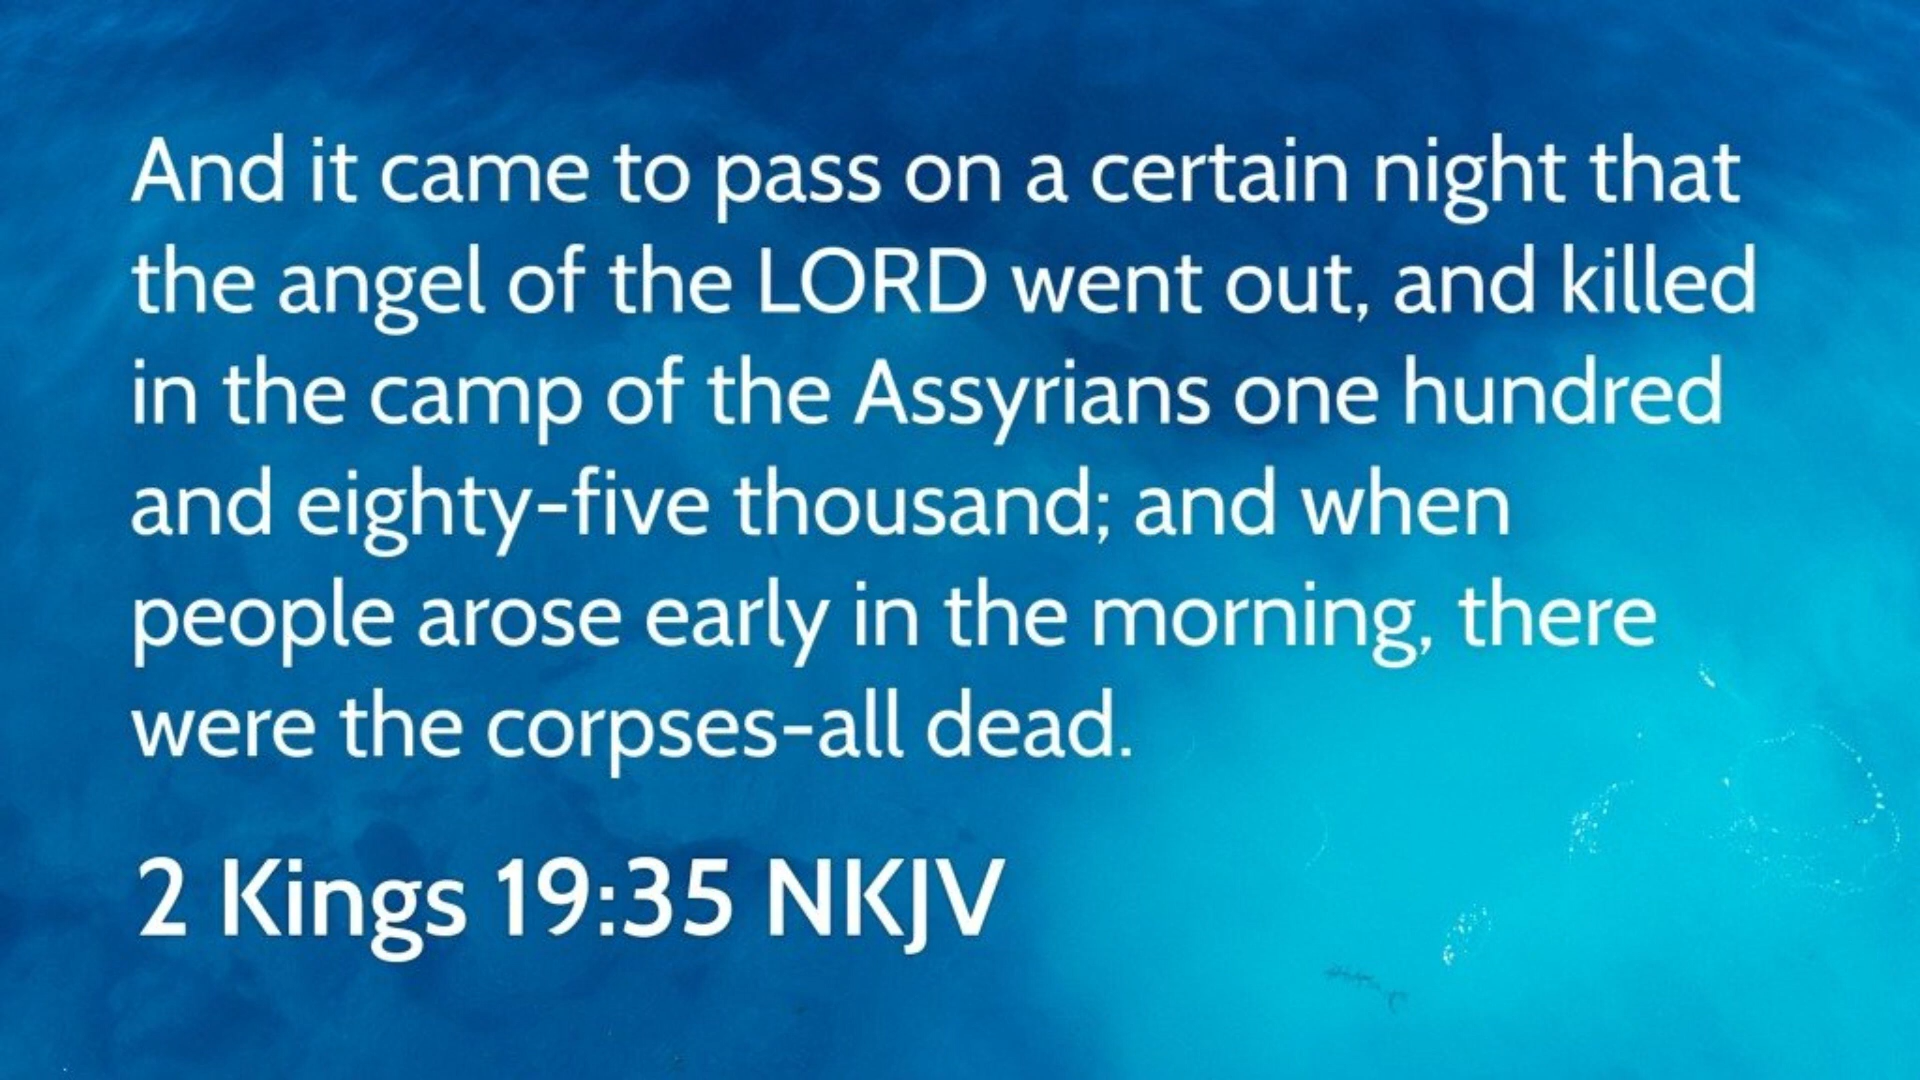 And it came to pass on a certain night that
the angel of the LORD went out, and killed
in the camp of the Assyrians one hundred
and eighty-five thousand; and when
people arose early in the morning, there
were the corpses-all dead.
2 Kings 19:35 NKJV